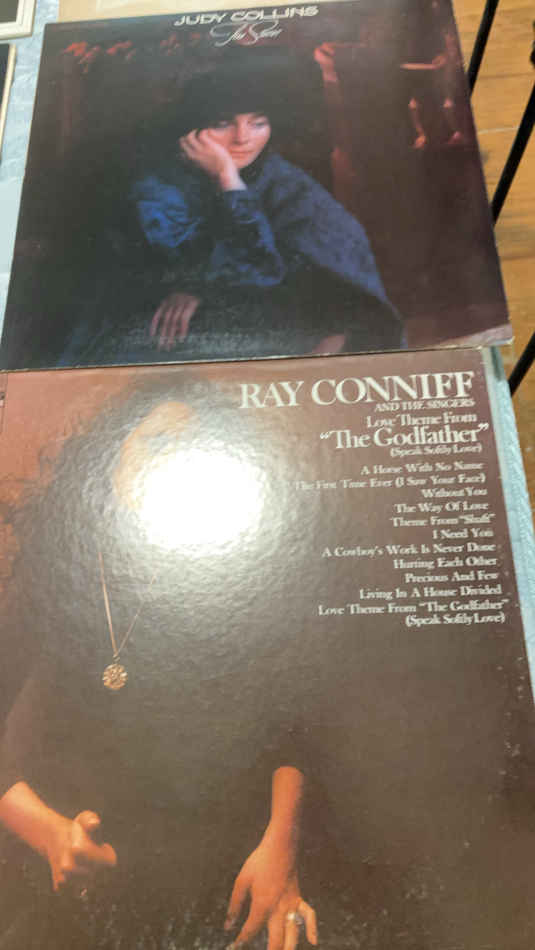 JUDY COLLINS
RAY CONNIFF
AND THE SINGERS
Love Theme From
"The Godfather"
(Speak Softly Love)
A Horse With No Name
The First Time Ever (I Saw Your Face)
Without You
The Way Of Love
Theme From "Shaft"
I Need You
A Cowboy's Work Is Never Done
Hurting Each Other
Precious And Few
Living In A House Divided
Love Theme From "The Godfather"
(Speak Softly Love)